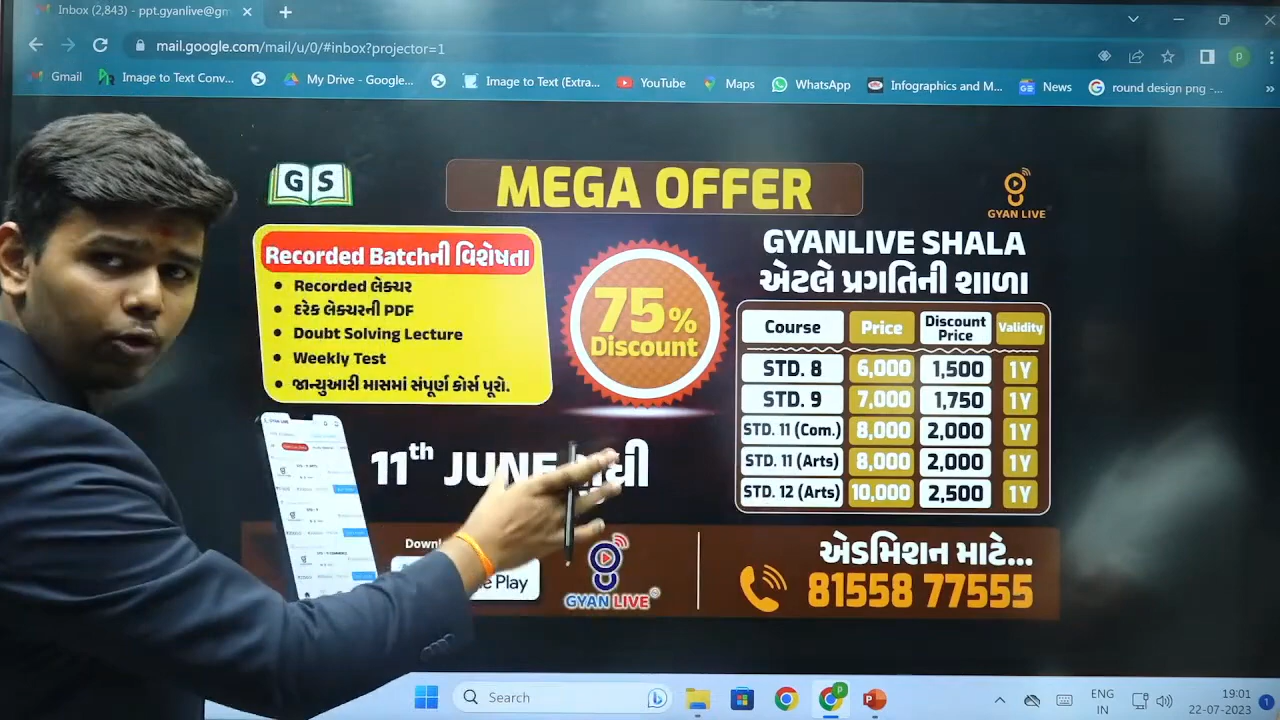 Inbox (2,843) - ppt.gyanlive@gm
mail.google.com/mail/u/0/#inbox?projector=1
Gmail
Image to Text Conv...
My Drive - Google...
Image to Text (Extra...
YouTube
Maps
WhatsApp
Infographics and M...
News
round design png -...
GS
MEGA OFFER
GYAN LIVE
Recorded Batchની વિશેષતા
• Recorded લેક્ચર
• દરેક લેક્ચરની PDF
• Doubt Solving Lecture
• Weekly Test
• જાન્યુઆરી માસમાં સંપૂર્ણ કોર્સ પૂરો.
75%
Discount
GYANLIVE SHALA
એટલે પ્રગતિની શાળા
Course Price Discount Price Validity
STD. 8 6,000 1,500 1Y
STD. 9 7,000 1,750 1Y
STD. 11 (Com.) 8,000 2,000 1Y
STD. 11 (Arts) 8,000 2,000 1Y
STD. 12 (Arts) 10,000 2,500 1Y
11th JUNE
Play
GYAN LIVE
એડમિશન માટે...
81558 77555
Search
ENG
IN
19:01
22-07-2023